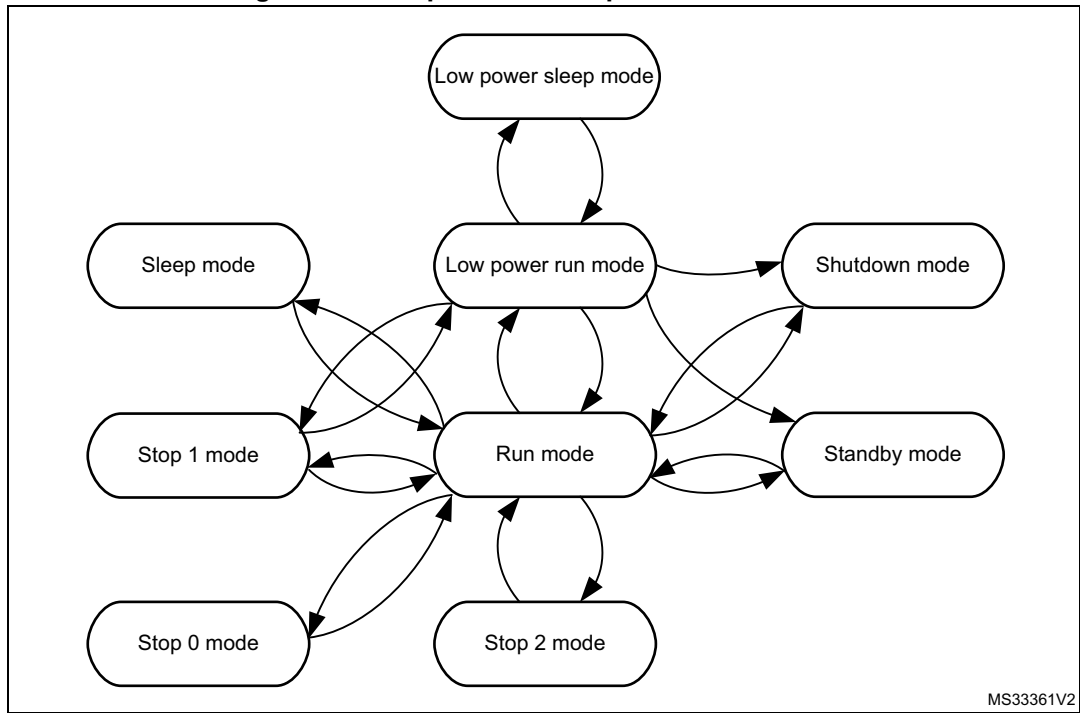 Low power sleep mode
Sleep mode
Low power run mode
Shutdown mode
Stop 1 mode
Run mode
Standby mode
Stop 0 mode
Stop 2 mode
MS33361V2